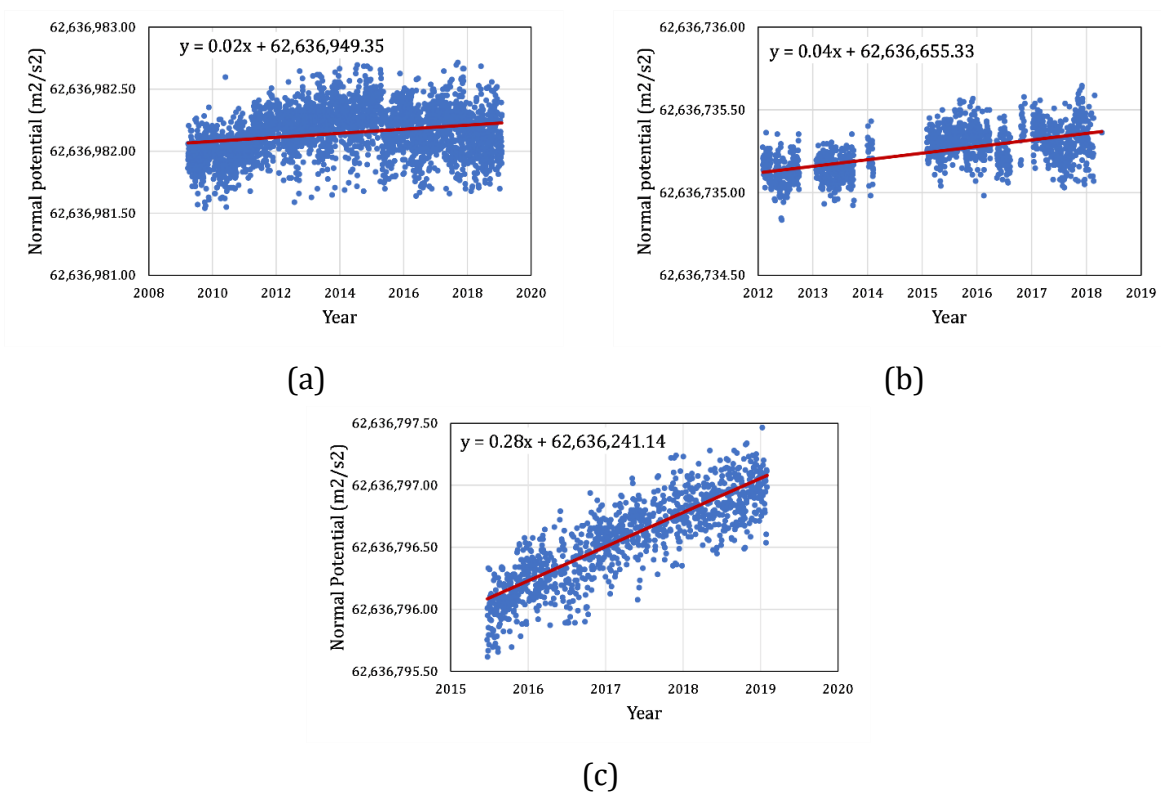 62,636,983.00
y = 0.02x + 62,636,949.35
62,636,982.50
62,636,982.00
62,636,981.50
62,636,981.00
Normal potential (m2/s2)
2008 2010 2012 2014 2016 2018 2020
Year
(a)
62,636,736.00
y = 0.04x + 62,636,655.33
62,636,735.50
62,636,735.00
62,636,734.50
Normal potential (m2/s2)
2012 2013 2014 2015 2016 2017 2018 2019
Year
(b)
62,636,797.50
y = 0.28x + 62,636,241.14
62,636,797.00
62,636,796.50
62,636,796.00
62,636,795.50
Normal Potential (m2/s2)
2015 2016 2017 2018 2019 2020
Year
(c)